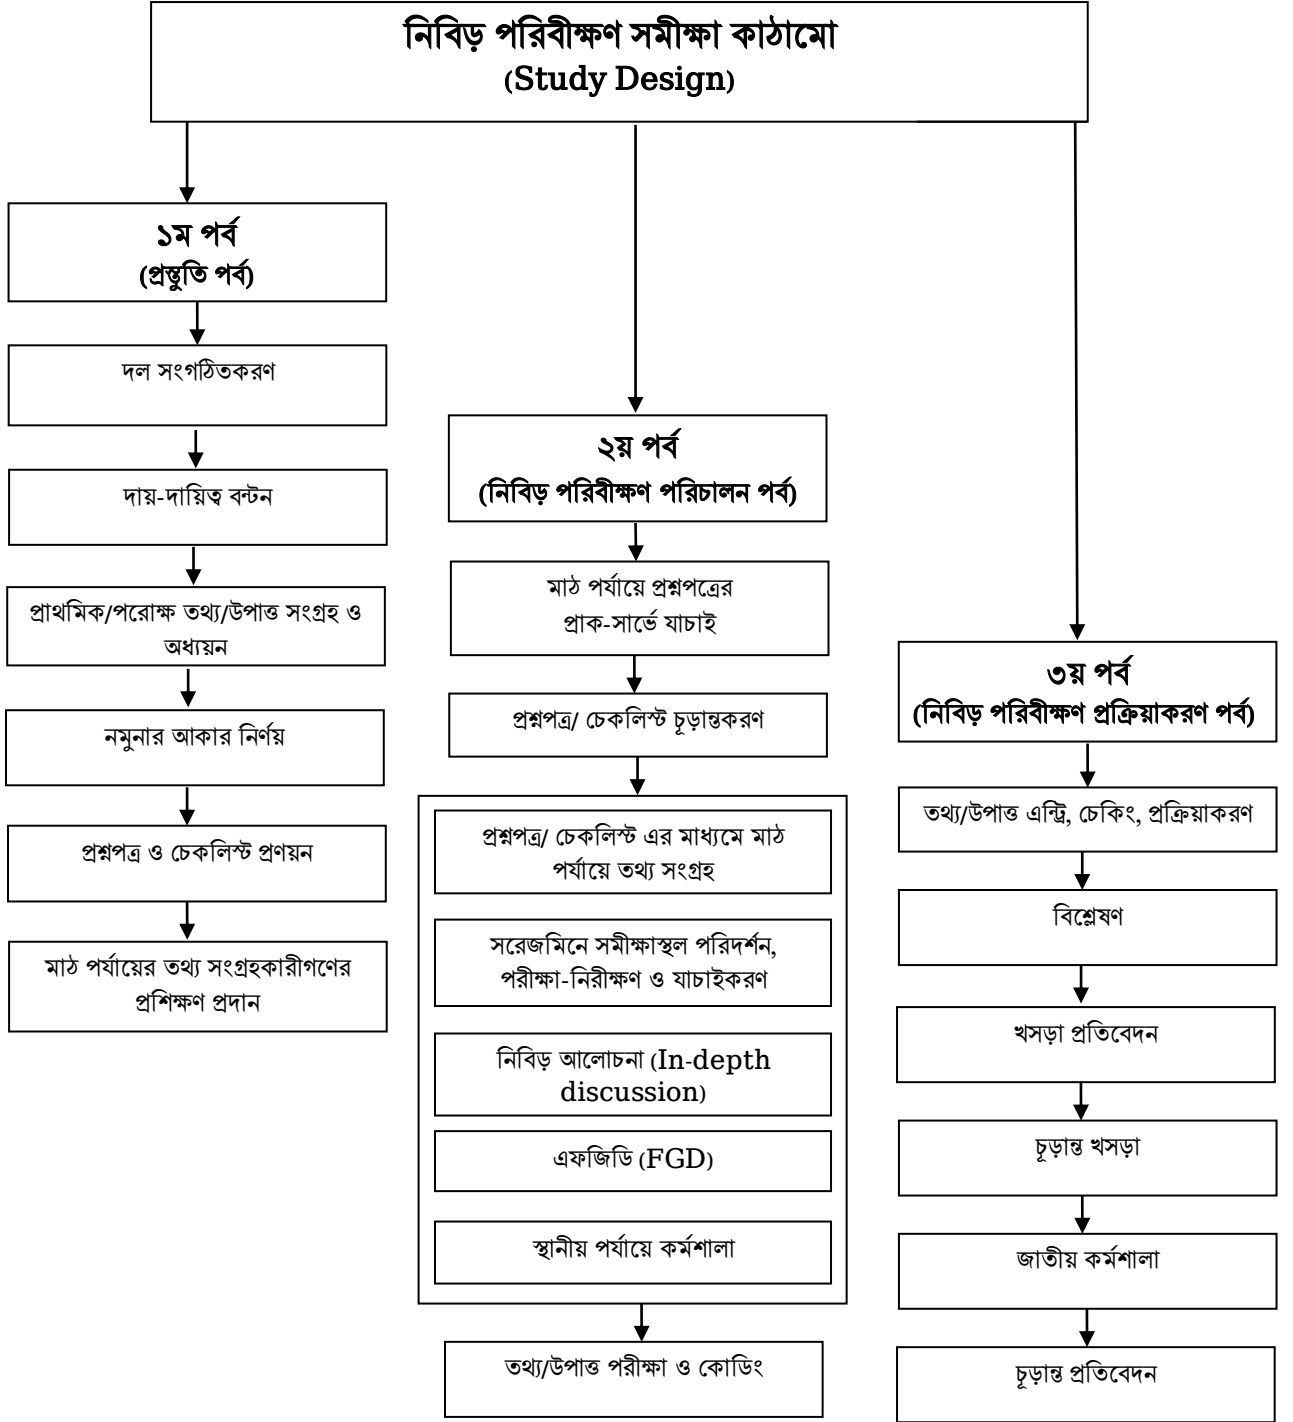 নিবিড় পরিবীক্ষণ সমীক্ষা কাঠামো
(Study Design)
১ম পর্ব
(প্রস্তুতি পর্ব)
দল সংগঠিতকরণ
দায়-দায়িত্ব বন্টন
প্রাথমিক/পরোক্ষ তথ্য/উপাত্ত সংগ্রহ ও
অধ্যয়ন
নমুনার আকার নির্ণয়
প্রশ্নপত্র ও চেকলিস্ট প্রণয়ন
মাঠ পর্যায়ের তথ্য সংগ্রহকারীগণের
প্রশিক্ষণ প্রদান
২য় পর্ব
(নিবিড় পরিবীক্ষণ পরিচালন পর্ব)
মাঠ পর্যায়ে প্রশ্নপত্রের
প্রাক-সার্ভে যাচাই
প্রশ্নপত্র/ চেকলিস্ট চূড়ান্তকরণ
প্রশ্নপত্র/ চেকলিস্ট এর মাধ্যমে মাঠ
পর্যায়ে তথ্য সংগ্রহ
সরেজমিনে সমীক্ষাস্থল পরিদর্শন,
পরীক্ষা-নিরীক্ষণ ও যাচাইকরণ
নিবিড় আলোচনা (In-depth
discussion)
এফজিডি (FGD)
স্থানীয় পর্যায়ে কর্মশালা
তথ্য/উপাত্ত পরীক্ষা ও কোডিং
৩য় পর্ব
(নিবিড় পরিবীক্ষণ প্রক্রিয়াকরণ পর্ব)
তথ্য/উপাত্ত এন্ট্রি, চেকিং, প্রক্রিয়াকরণ
বিশ্লেষণ
খসড়া প্রতিবেদন
চূড়ান্ত খসড়া
জাতীয় কর্মশালা
চূড়ান্ত প্রতিবেদন